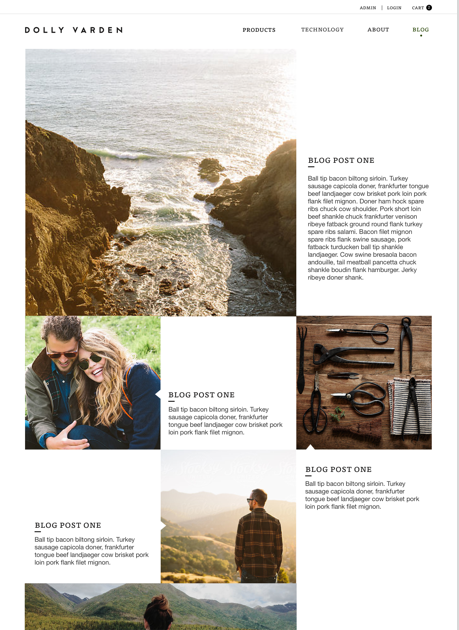 ADMIN | LOGIN CART
DOLLY VARDEN
PRODUCTS TECHNOLOGY ABOUT BLOG
BLOG POST ONE
Ball tip bacon biltong sirloin. Turkey
sausage capicola doner, frankfurter tongue
beef landjaeger cow brisket pork loin pork
flank filet mignon. Doner ham hock spare
ribs chuck cow shoulder. Pork short loin
beef shankle chuck frankfurter venison
ribeye fatback ground round flank turkey
spare ribs salami. Bacon filet mignon
spare ribs flank swine sausage, pork
fatback turducken ball tip shankle
landjaeger. Cow swine bresaola bacon
andouille, tail meatball pancetta chuck
shankle boudin flank hamburger. Jerky
ribeye doner shank.
BLOG POST ONE
Ball tip bacon biltong sirloin. Turkey
sausage capicola doner, frankfurter
tongue beef landjaeger cow brisket pork
loin pork flank filet mignon.
BLOG POST ONE
Ball tip bacon biltong sirloin. Turkey
sausage capicola doner, frankfurter
tongue beef landjaeger cow brisket pork
loin pork flank filet mignon.
BLOG POST ONE
Ball tip bacon biltong sirloin. Turkey
sausage capicola doner, frankfurter
tongue beef landjaeger cow brisket pork
loin pork flank filet mignon.